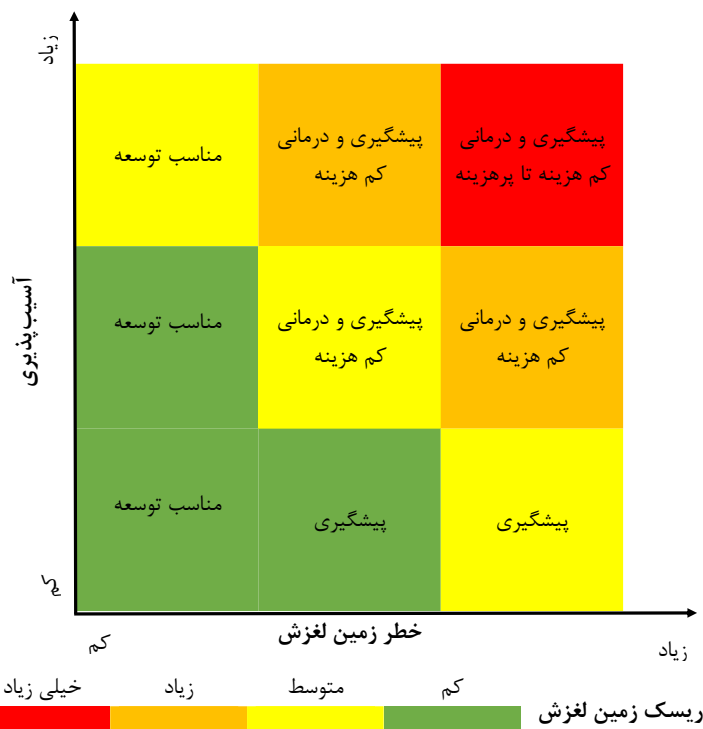 زیاد
پیشگیری و درمانی
کم هزینه تا پرهزینه
پیشگیری و درمانی
کم هزینه
مناسب توسعه
پیشگیری و درمانی
کم هزینه
پیشگیری و درمانی
کم هزینه
مناسب توسعه
آسیب‌پذیری
پیشگیری
پیشگیری
مناسب توسعه
کم
خطر زمین لغزش
کم
زیاد
ریسک زمین لغزش
کم
متوسط
زیاد
خیلی زیاد